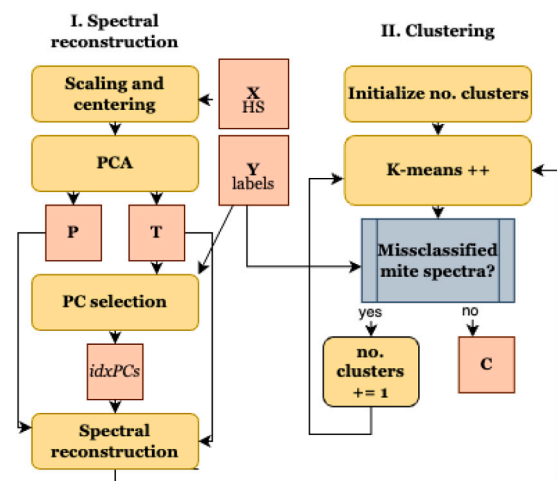 I. Spectral
reconstruction
Scaling and
centering
X
HS
PCA
Y
labels
P
T
PC selection
idxPCs
Spectral
reconstruction
II. Clustering
Initialize no. clusters
K-means ++
Missclassified
mite spectra?
yes
no
no.
clusters
+= 1
C